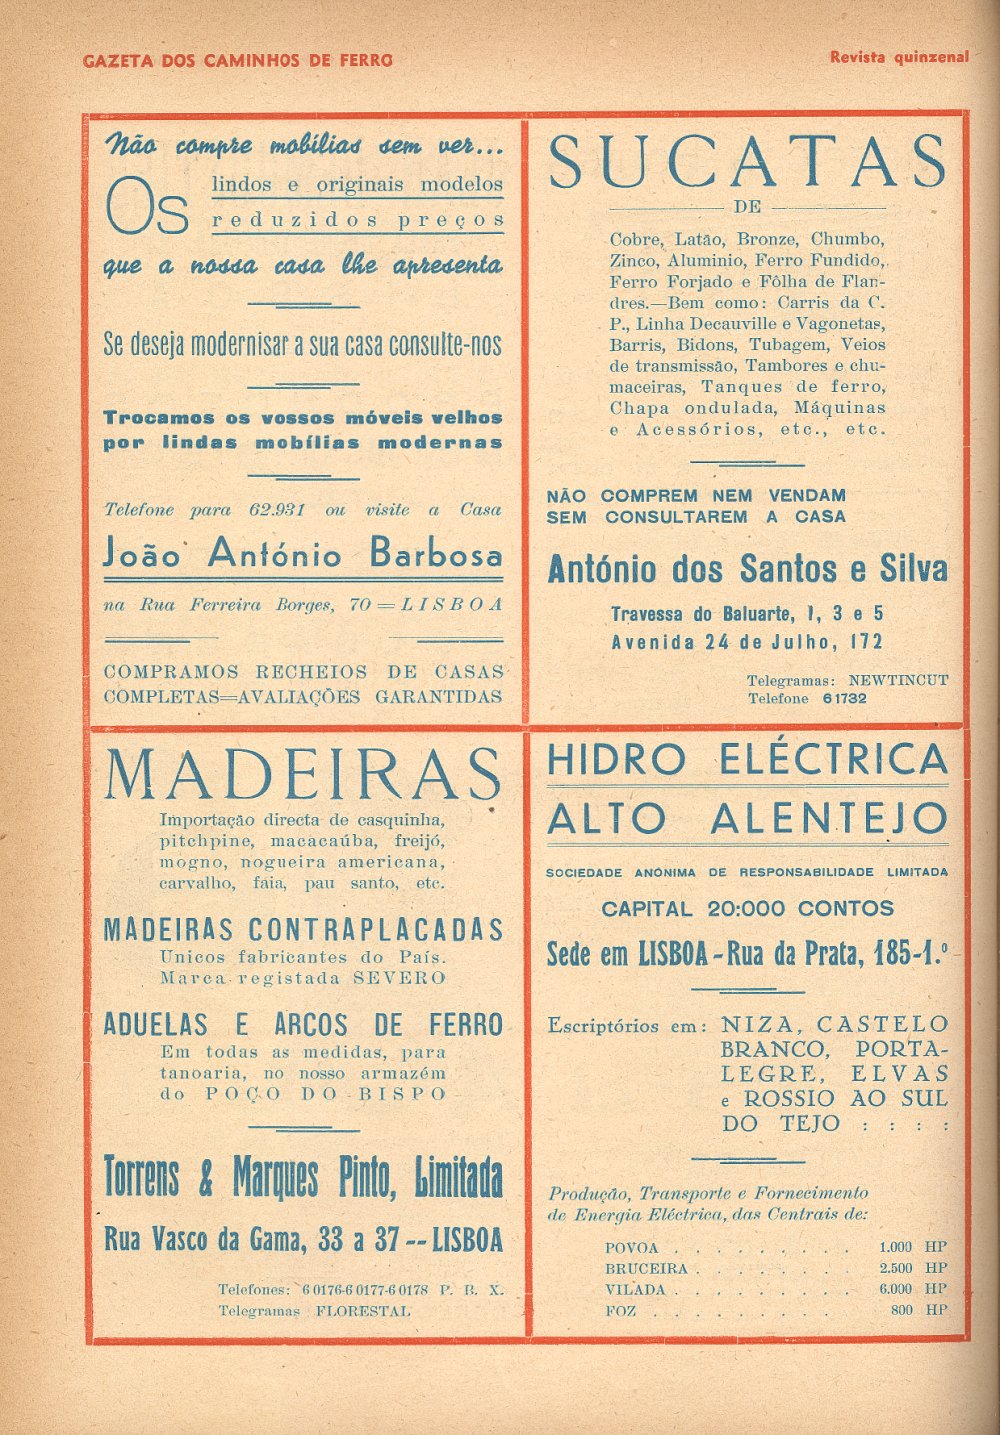 GAZETA DOS CAMINHOS DE FERRO
Revista quinzenal
Não compre mobílias sem ver...
Os lindos e originais modelos
reduzidos preços
que a nossa casa lhe apresenta
Se deseja modernisar a sua casa consulte-nos
Trocamos os vossos móveis velhos
por lindas mobílias modernas
Telefone para 62.931 ou visite a Casa
João António Barbosa
na Rua Ferreira Borges, 70 = LISBOA
COMPRAMOS RECHEIOS DE CASAS
COMPLETAS=AVALIAÇÕES GARANTIDAS
SUCATAS
DE
Cobre, Latão, Bronze, Chumbo,
Zinco, Aluminio, Ferro Fundido,
Ferro Forjado e Fôlha de Flan-
dres.—Bem como: Carris da C.
P., Linha Decauville e Vagonetas,
Barris, Bidons, Tubagem, Veios
de transmissão, Tambores e chu-
maceiras, Tanques de ferro,
Chapa ondulada, Máquinas
e Acessórios, etc., etc.
NÃO COMPREM NEM VENDAM
SEM CONSULTAREM A CASA
António dos Santos e Silva
Travessa do Baluarte, 1, 3 e 5
Avenida 24 de Julho, 172
Telegramas: NEWTINCUT
Telefone 61732
MADEIRAS
Importação directa de casquinha,
pitchpine, macacaúba, freijó,
mogno, nogueira americana,
carvalho, faia, pau santo, etc.
MADEIRAS CONTRAPLACADAS
Unicos fabricantes do País.
Marca registada SEVERO
ADUELAS E ARCOS DE FERRO
Em todas as medidas, para
tanoaria, no nosso armazém
do POÇO DO BISPO
Torrens & Marques Pinto, Limitada
Rua Vasco da Gama, 33 a 37 -- LISBOA
Telefones: 6 0176-6 0177-6 0178 P. B. X.
Telegramas FLORESTAL
HIDRO ELÉCTRICA
ALTO ALENTEJO
SOCIEDADE ANÓNIMA DE RESPONSABILIDADE LIMITADA
CAPITAL 20:000 CONTOS
Sede em LISBOA - Rua da Prata, 185-1.º
Escriptórios em: NIZA, CASTELO
BRANCO, PORTA-
LEGRE, ELVAS
e ROSSIO AO SUL
DO TEJO : : : :
Produção, Transporte e Fornecimento
de Energia Eléctrica, das Centrais de:
POVOA . . . . . . . . . 1.000 HP
BRUCEIRA . . . . . . . . 2.500 HP
VILADA . . . . . . . . . 6.000 HP
FOZ . . . . . . . . . 800 HP